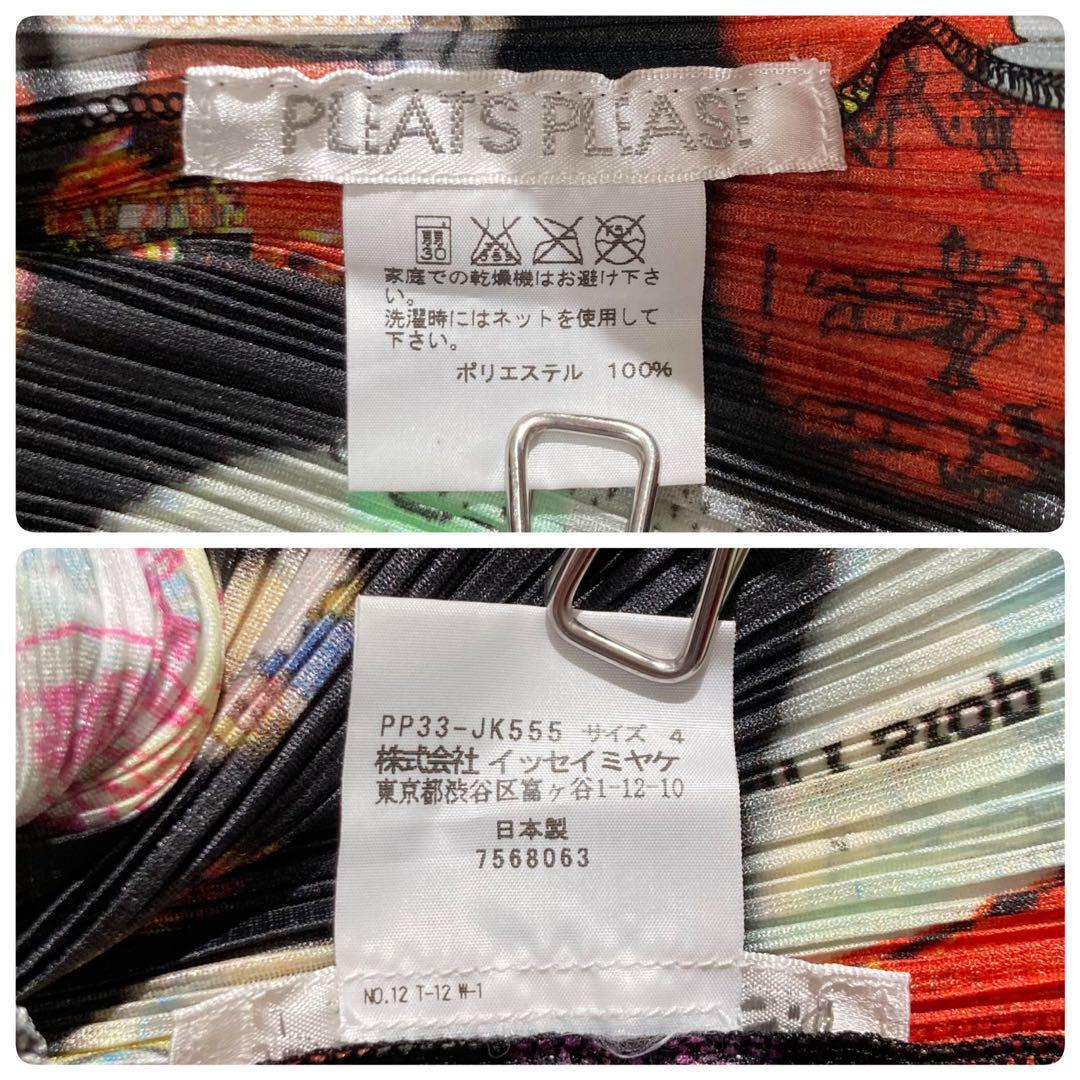 PLEATS PLEASE
弱
30
家庭での乾燥機はお避け下さ
い。
洗濯時にはネットを使用して
下さい。
ポリエステル 100%
PP33-JK555 サイズ 4
株式会社 イッセイミヤケ
東京都渋谷区富ヶ谷1-12-10
日本製
7568063
NO.12 T-12 W-1